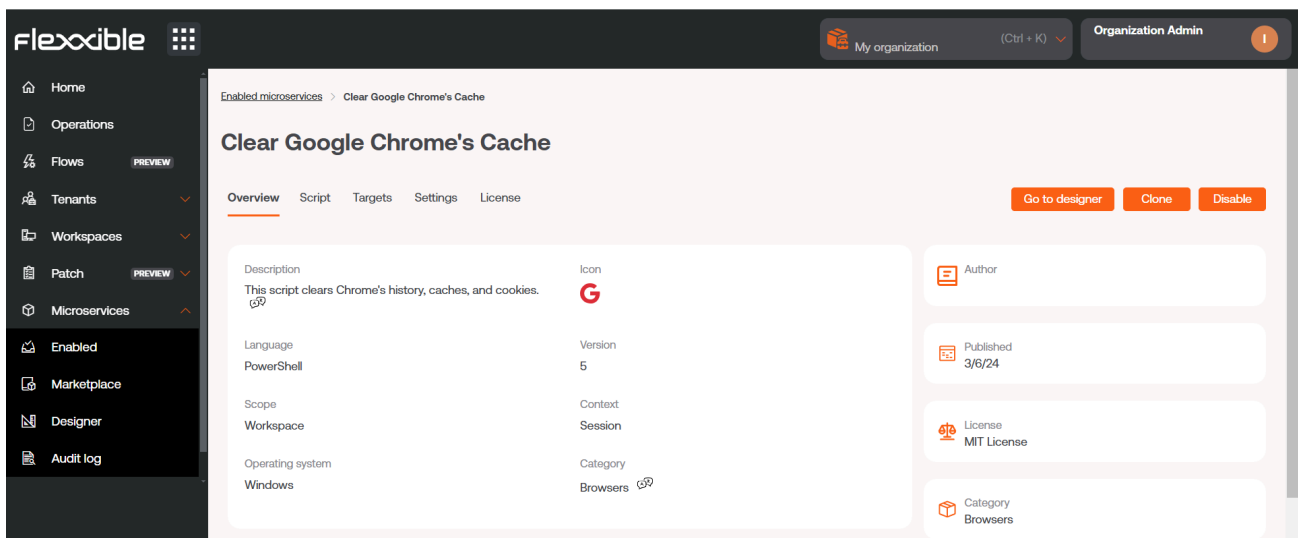 Flexxible
My organization
(Ctrl + K)
Organization Admin
I
Home
Operations
Flows
PREVIEW
Tenants
Workspaces
Patch
PREVIEW
Microservices
Enabled
Marketplace
Designer
Audit log
Enabled microservices > Clear Google Chrome's Cache
Clear Google Chrome's Cache
Overview
Script
Targets
Settings
License
Go to designer
Clone
Disable
Description
This script clears Chrome's history, caches, and cookies.
Icon
G
Language
PowerShell
Version
5
Scope
Workspace
Context
Session
Operating system
Windows
Category
Browsers
Author
Published
3/6/24
License
MIT License
Category
Browsers